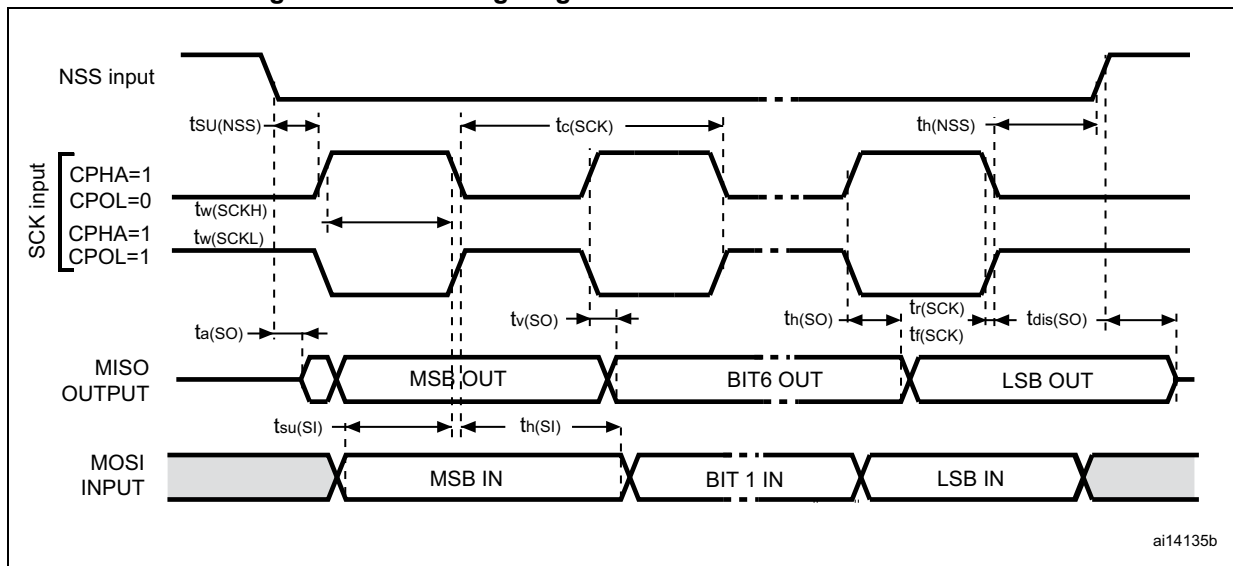 NSS input
tSU(NSS)
tc(SCK)
th(NSS)
SCK input
CPHA=1
CPOL=0
tw(SCKH)
CPHA=1
tw(SCKL)
CPOL=1
ta(SO)
tv(SO)
th(SO)
tr(SCK)
tf(SCK)
tdis(SO)
MISO
OUTPUT
MSB OUT
BIT6 OUT
LSB OUT
tsu(SI)
th(SI)
MOSI
INPUT
MSB IN
BIT 1 IN
LSB IN
ai14135b